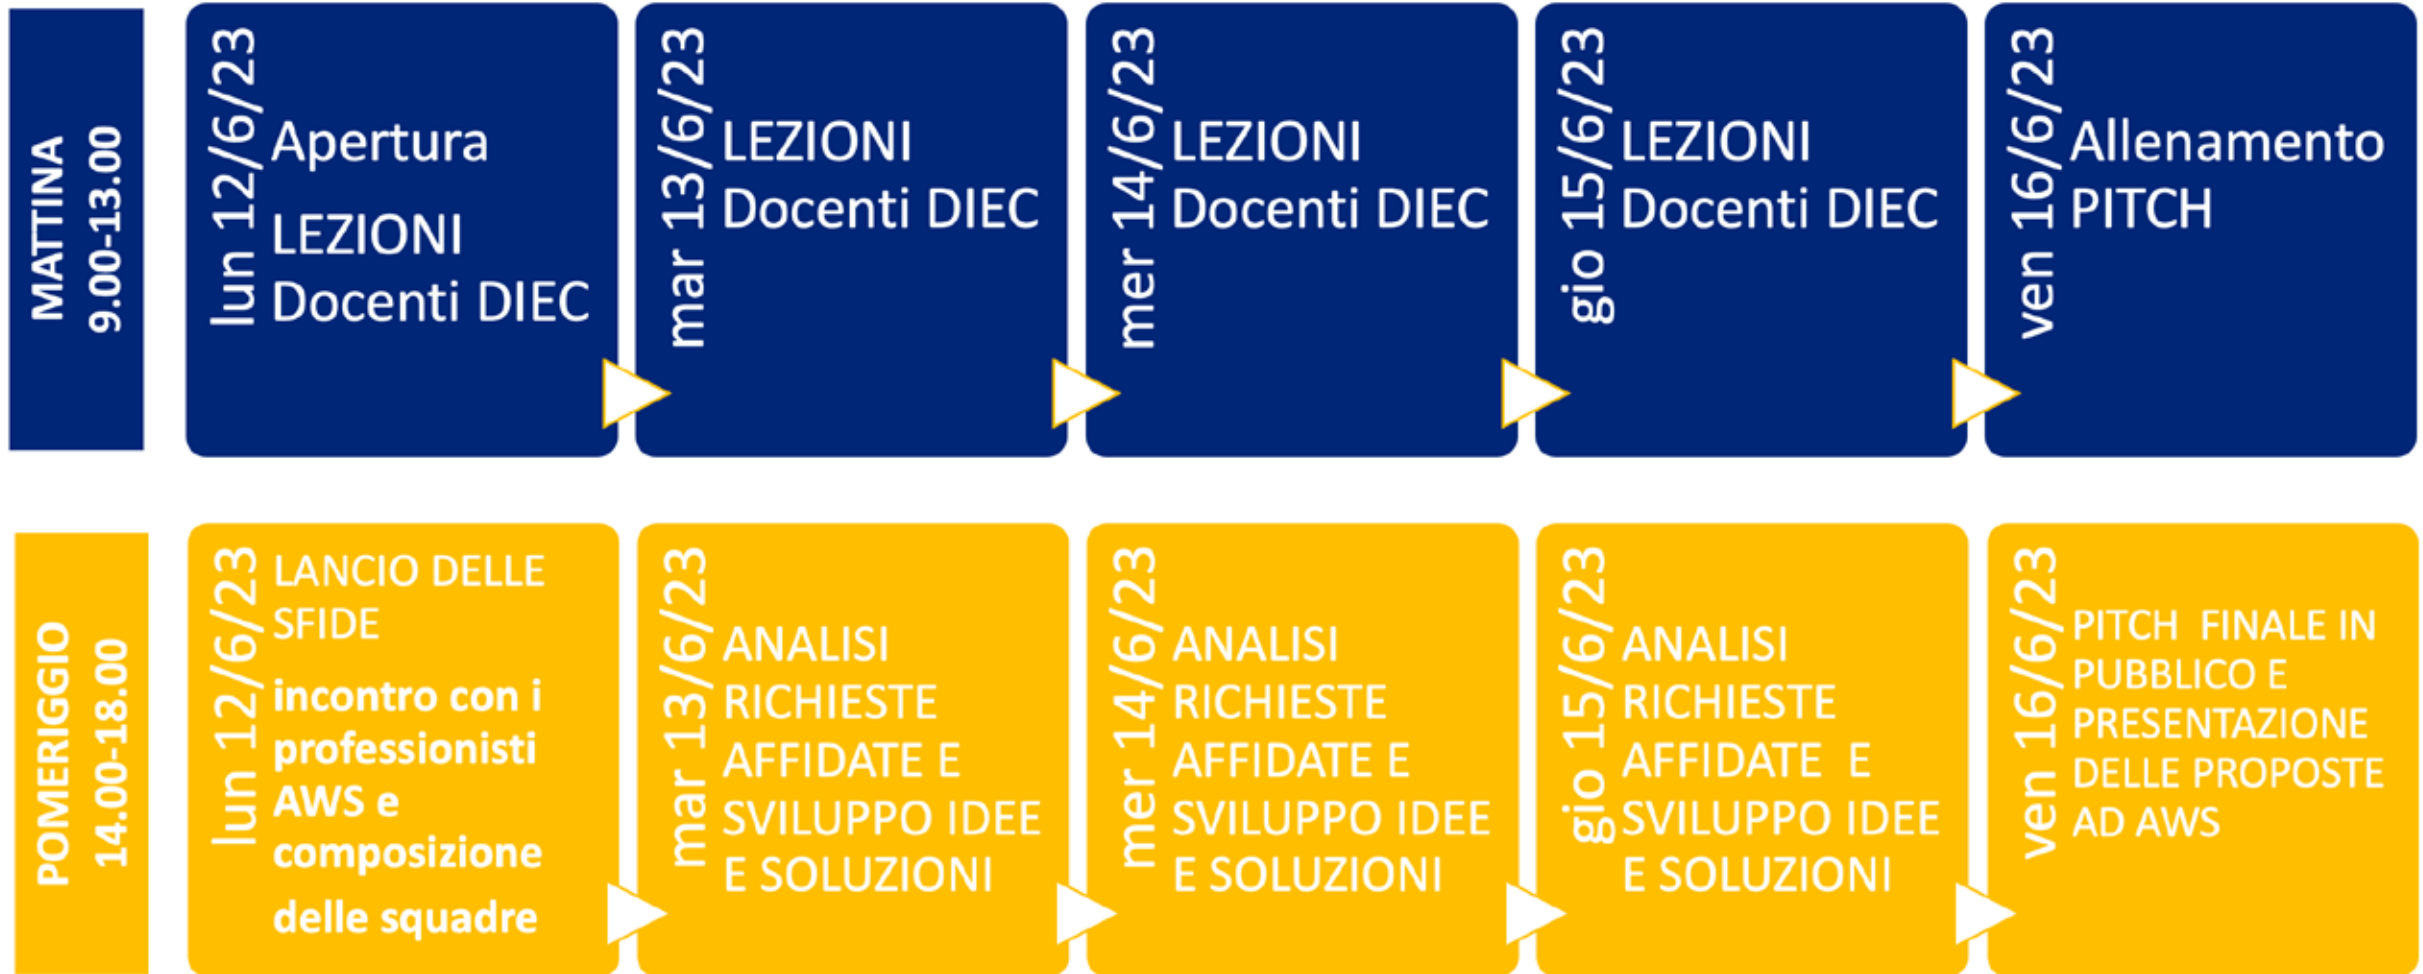 MATTINA
9.00-13.00
lun 12/6/23
Apertura
LEZIONI
Docenti DIEC
mar 13/6/23
LEZIONI
Docenti DIEC
mer 14/6/23
LEZIONI
Docenti DIEC
gio 15/6/23
LEZIONI
Docenti DIEC
ven 16/6/23
Allenamento
PITCH
POMERIGGIO
14.00-18.00
lun 12/6/23
LANCIO DELLE
SFIDE
incontro con i
professionisti
AWS e
composizione
delle squadre
mar 13/6/23
ANALISI
RICHIESTE
AFFIDATE E
SVILUPPO IDEE
E SOLUZIONI
mer 14/6/23
ANALISI
RICHIESTE
AFFIDATE E
SVILUPPO IDEE
E SOLUZIONI
gio 15/6/23
ANALISI
RICHIESTE
AFFIDATE  E
SVILUPPO IDEE
E SOLUZIONI
ven 16/6/23
PITCH  FINALE IN
PUBBLICO E
PRESENTAZIONE
DELLE PROPOSTE
AD AWS